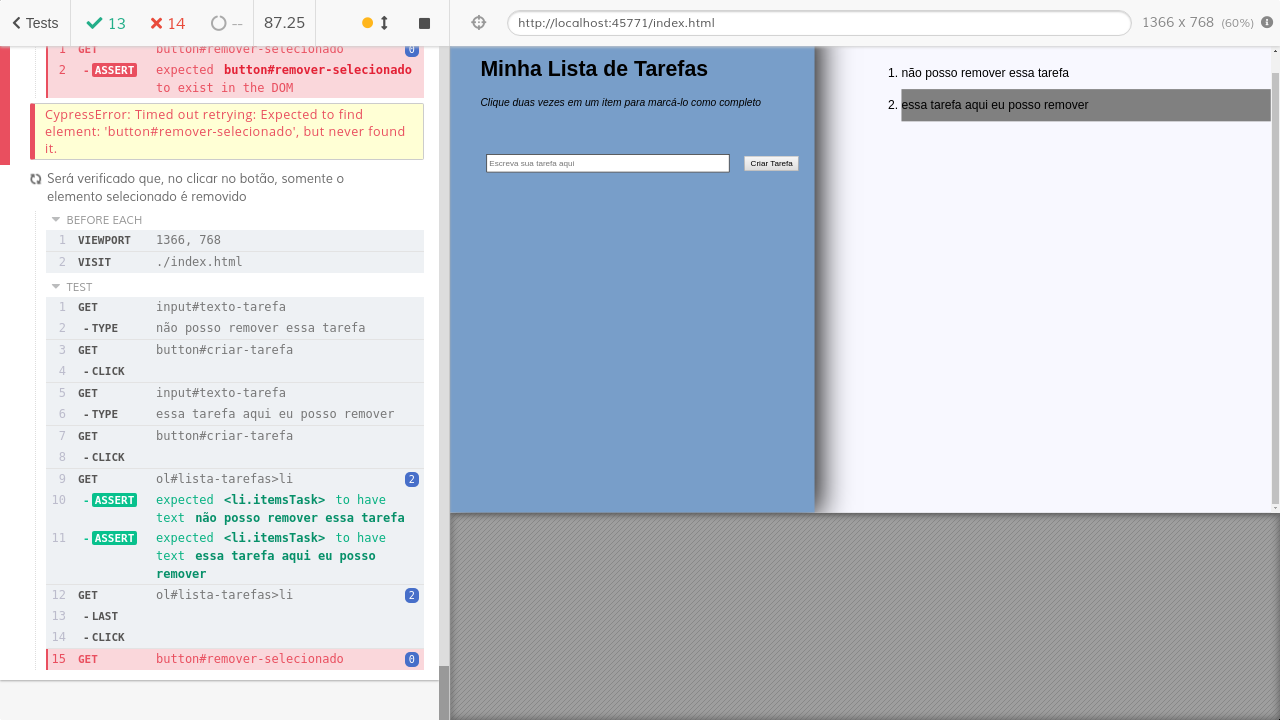 Tests
13
14
--
87.25
http://localhost:45771/index.html
1366 x 768 (60%)
1 GET button#remover-selecionado 0
2 - ASSERT expected button#remover-selecionado
to exist in the DOM
CypressError: Timed out retrying: Expected to find
element: 'button#remover-selecionado', but never found
it.
Será verificado que, no clicar no botão, somente o
elemento selecionado é removido
BEFORE EACH
1 VIEWPORT 1366, 768
2 VISIT ./index.html
TEST
1 GET input#texto-tarefa
2 - TYPE não posso remover essa tarefa
3 GET button#criar-tarefa
4 - CLICK
5 GET input#texto-tarefa
6 - TYPE essa tarefa aqui eu posso remover
7 GET button#criar-tarefa
8 - CLICK
9 GET ol#lista-tarefas>li 2
10 - ASSERT expected <li.itemsTask> to have
text não posso remover essa tarefa
11 - ASSERT expected <li.itemsTask> to have
text essa tarefa aqui eu posso
remover
12 GET ol#lista-tarefas>li 2
13 - LAST
14 - CLICK
15 GET button#remover-selecionado 0
Minha Lista de Tarefas
Clique duas vezes em um item para marcá-lo como completo
Escreva sua tarefa aqui
Criar Tarefa
1. não posso remover essa tarefa
2. essa tarefa aqui eu posso remover